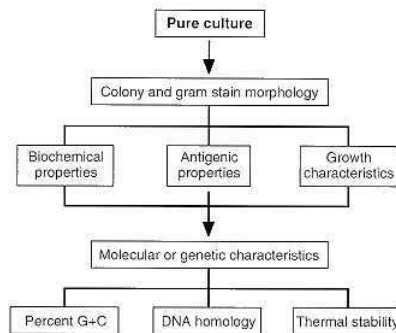 Pure culture
Colony and gram stain morphology
Biochemical
properties
Antigenic
properties
Growth
characteristics
Molecular or genetic characteristics
Percent G+C
DNA homology
Thermal stability